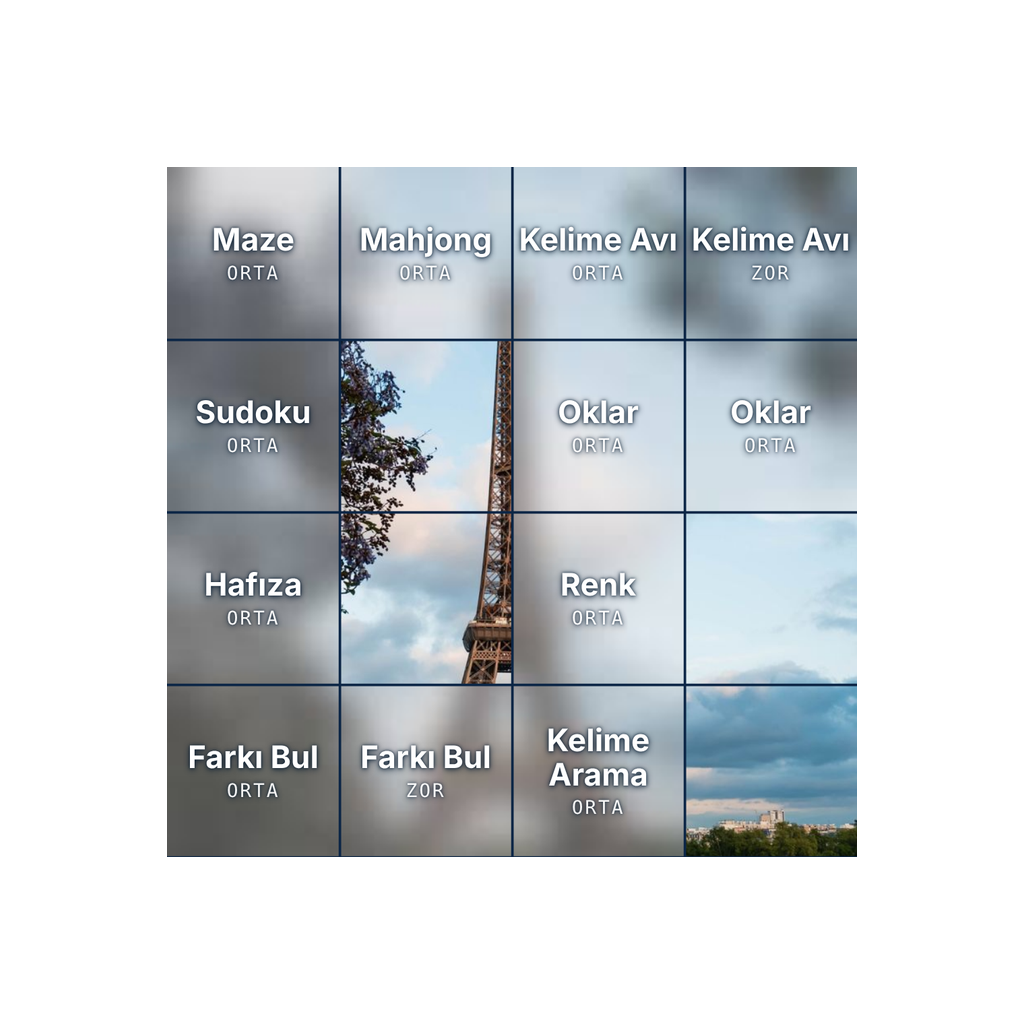 Maze
ORTA
Mahjong
ORTA
Kelime Avı
ORTA
Kelime Avı
ZOR
Sudoku
ORTA
Oklar
ORTA
Oklar
ORTA
Hafıza
ORTA
Renk
ORTA
Farkı Bul
ORTA
Farkı Bul
ZOR
Kelime
Arama
ORTA